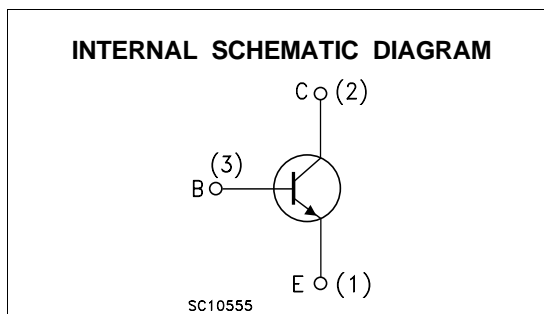 INTERNAL SCHEMATIC DIAGRAM
C (2)
(3)
B
E (1)
SC10555